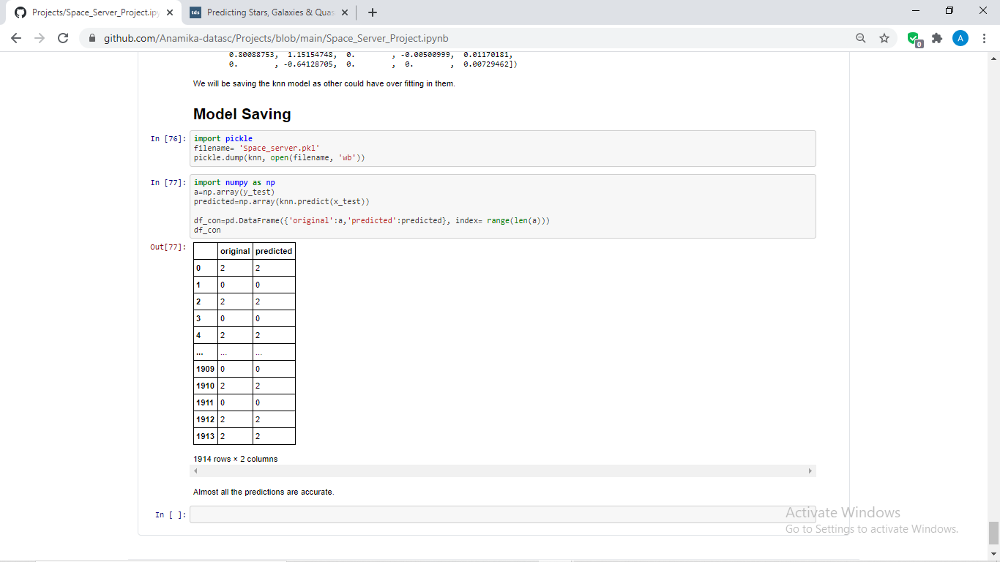 Projects/Space_Server_Project.ipy
tds Predicting Stars, Galaxies & Quas
github.com/Anamika-datasc/Projects/blob/main/Space_Server_Project.ipynb
0
A
0.80088753, 1.15154748, 0. , -0.00500999, 0.01170181,
0. , -0.64128705, 0. , 0. , 0.00729462])
We will be saving the knn model as other could have over fitting in them.
Model Saving
In [76]:
import pickle
filename= 'Space_server.pkl'
pickle.dump(knn, open(filename, 'wb'))
In [77]:
import numpy as np
a=np.array(y_test)
predicted=np.array(knn.predict(x_test))
df_con=pd.DataFrame({'original':a,'predicted':predicted}, index= range(len(a)))
df_con
Out[77]:
original predicted
0 2 2
1 0 0
2 2 2
3 0 0
4 2 2
... ... ...
1909 0 0
1910 2 2
1911 0 0
1912 2 2
1913 2 2
1914 rows × 2 columns
Almost all the predictions are accurate.
In [ ]:
Activate Windows
Go to Settings to activate Windows.